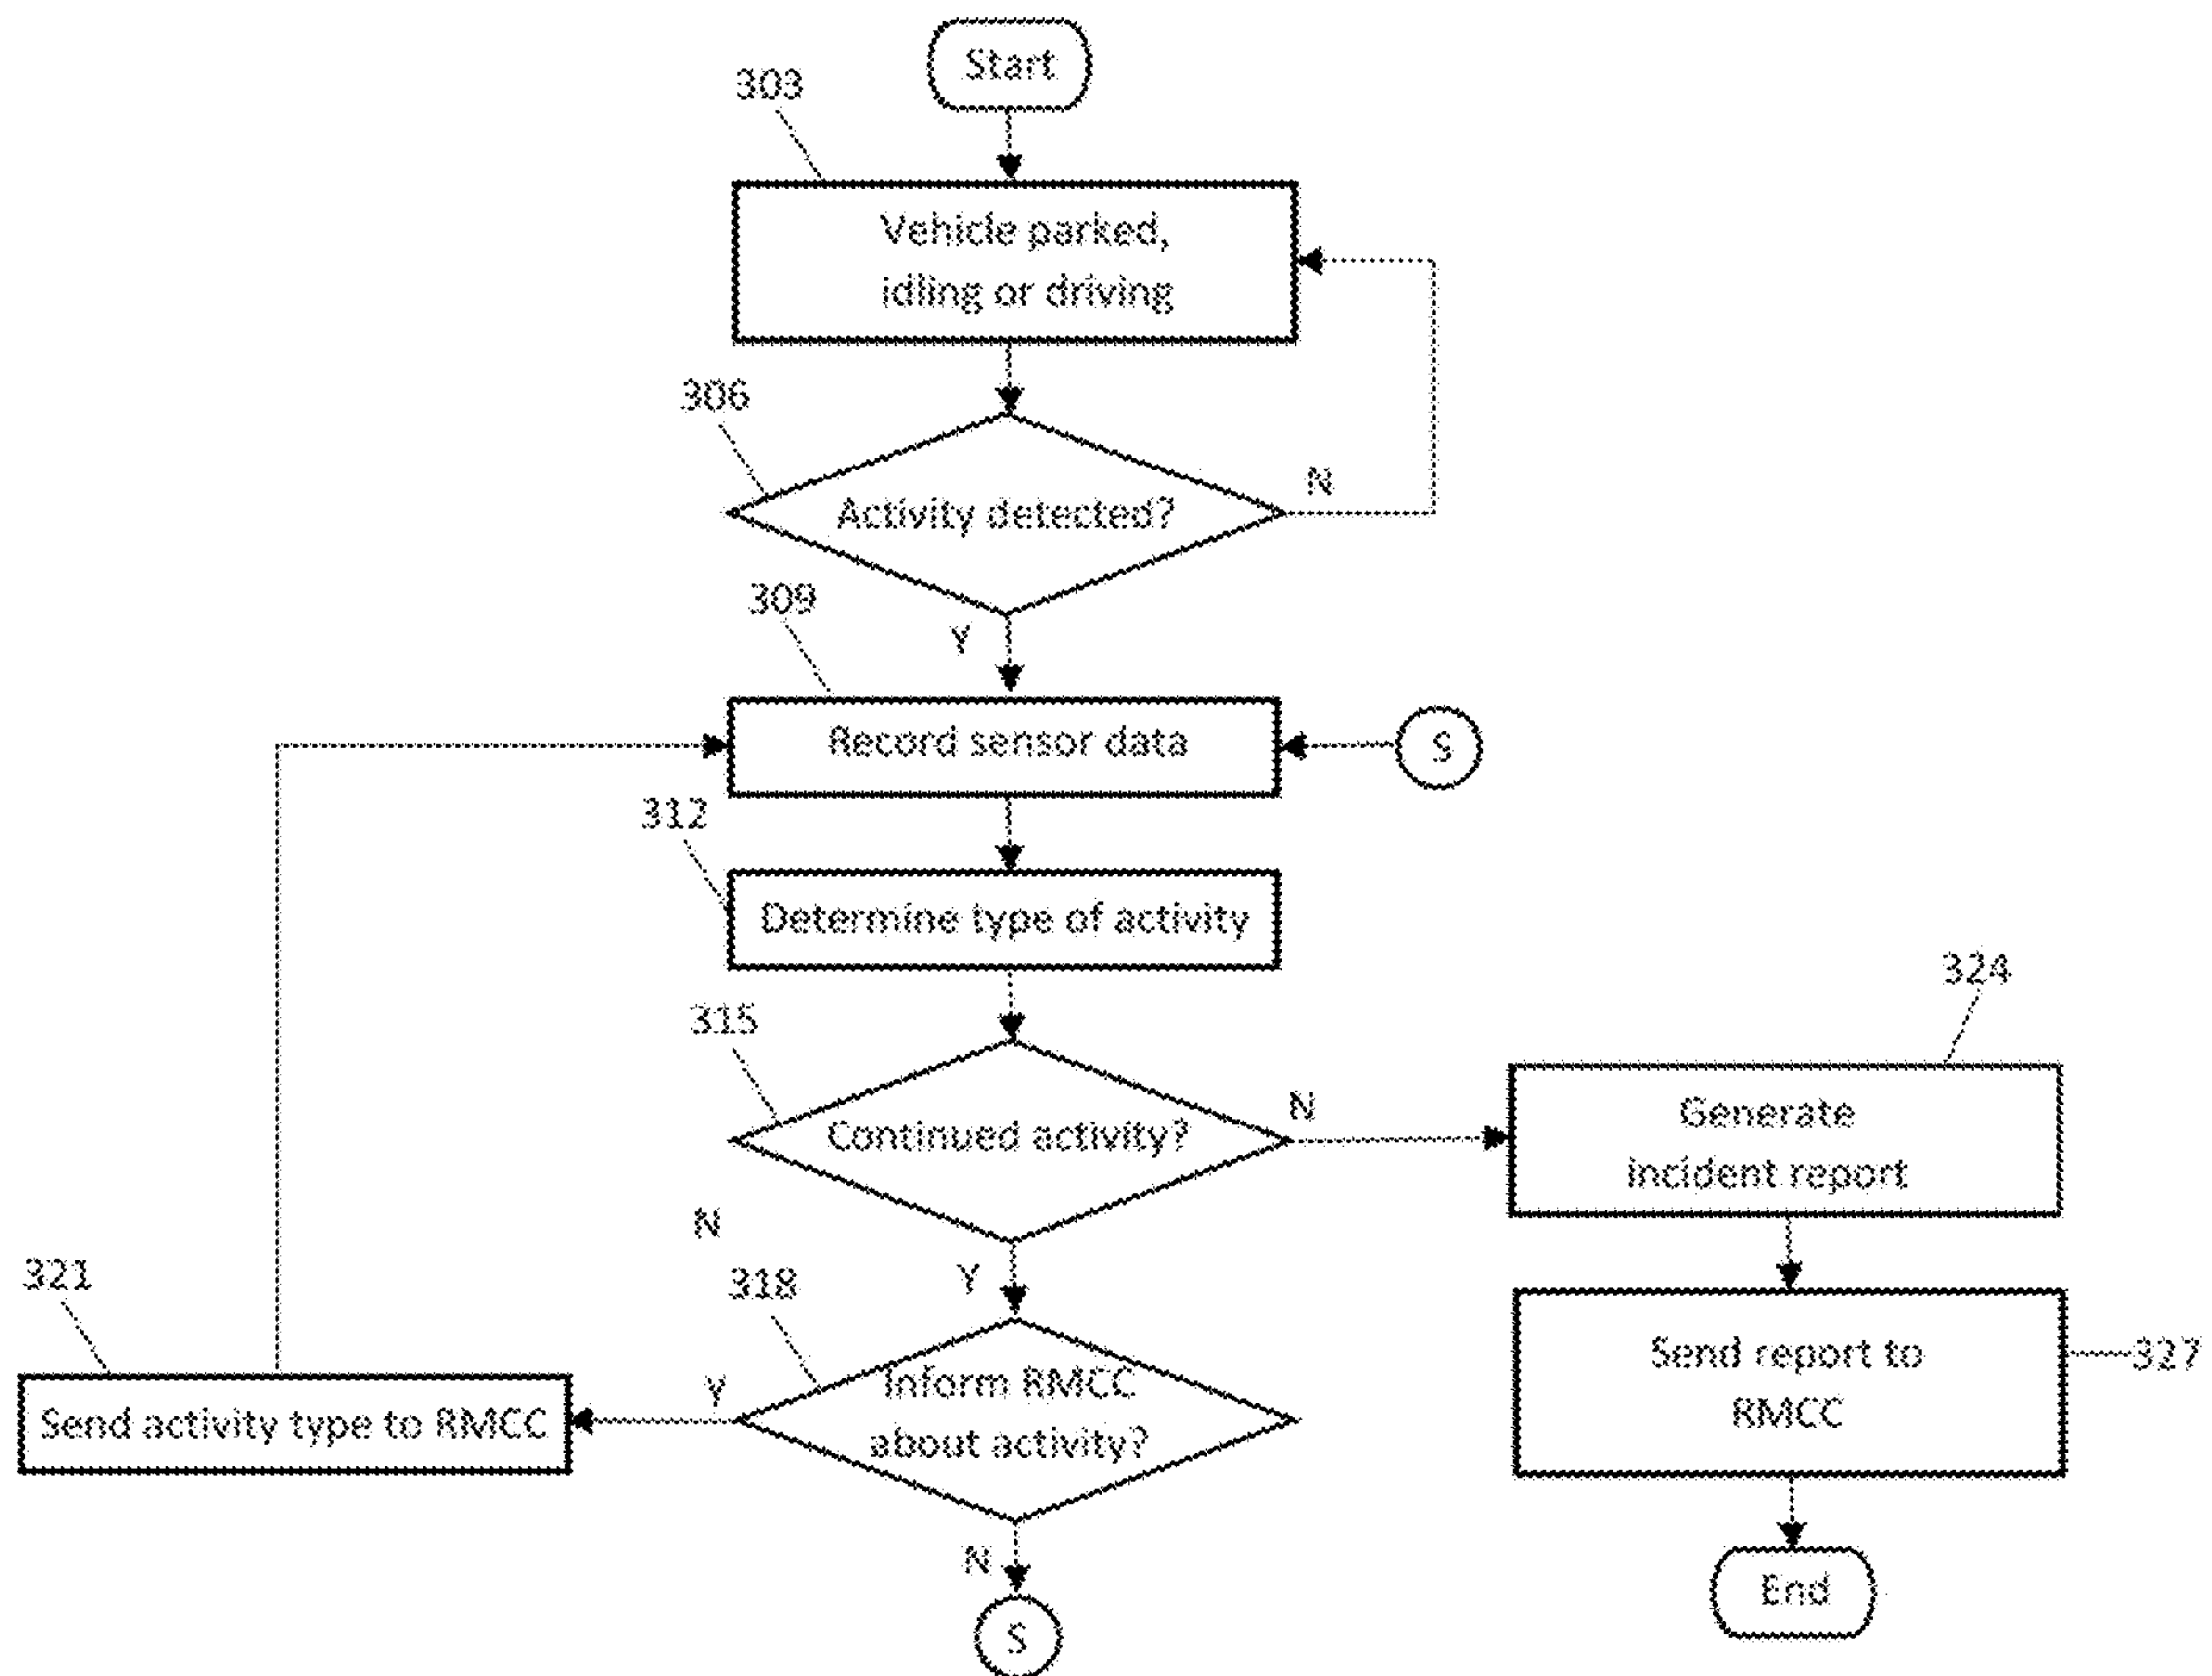 Start
303
Vehicle parked,
idling or driving
306
Activity detected?
N
309
Y
Record sensor data
S
312
Determine type of activity
324
315
Continued activity?
N
Generate
incident report
N
Y
321
318
Send activity type to RMCC
Y
Inform RMCC
about activity?
Send report to
RMCC
327
N
S
End